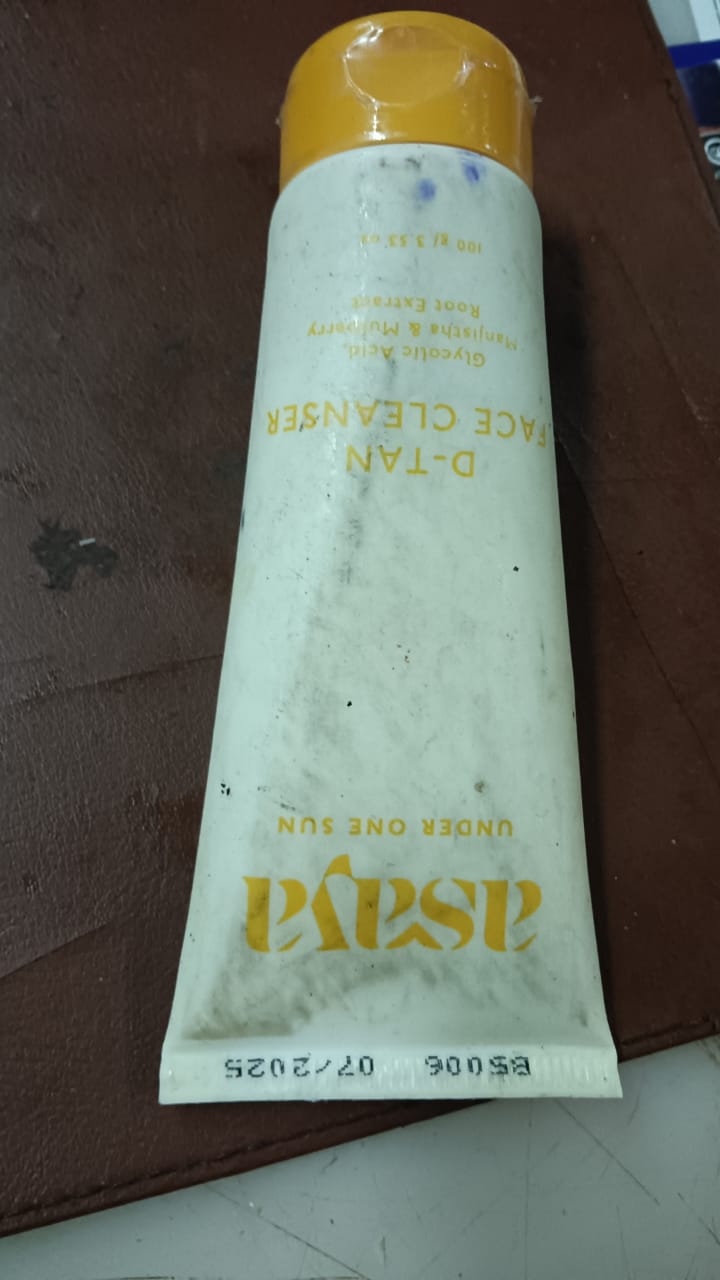 B5006 07/2025
asaya
UNDER ONE SUN
D-TAN
FACE CLEANSER
Glycolic Acid,
Manjistha & Mulberry
Root Extract
100 g/ 3.53 oz